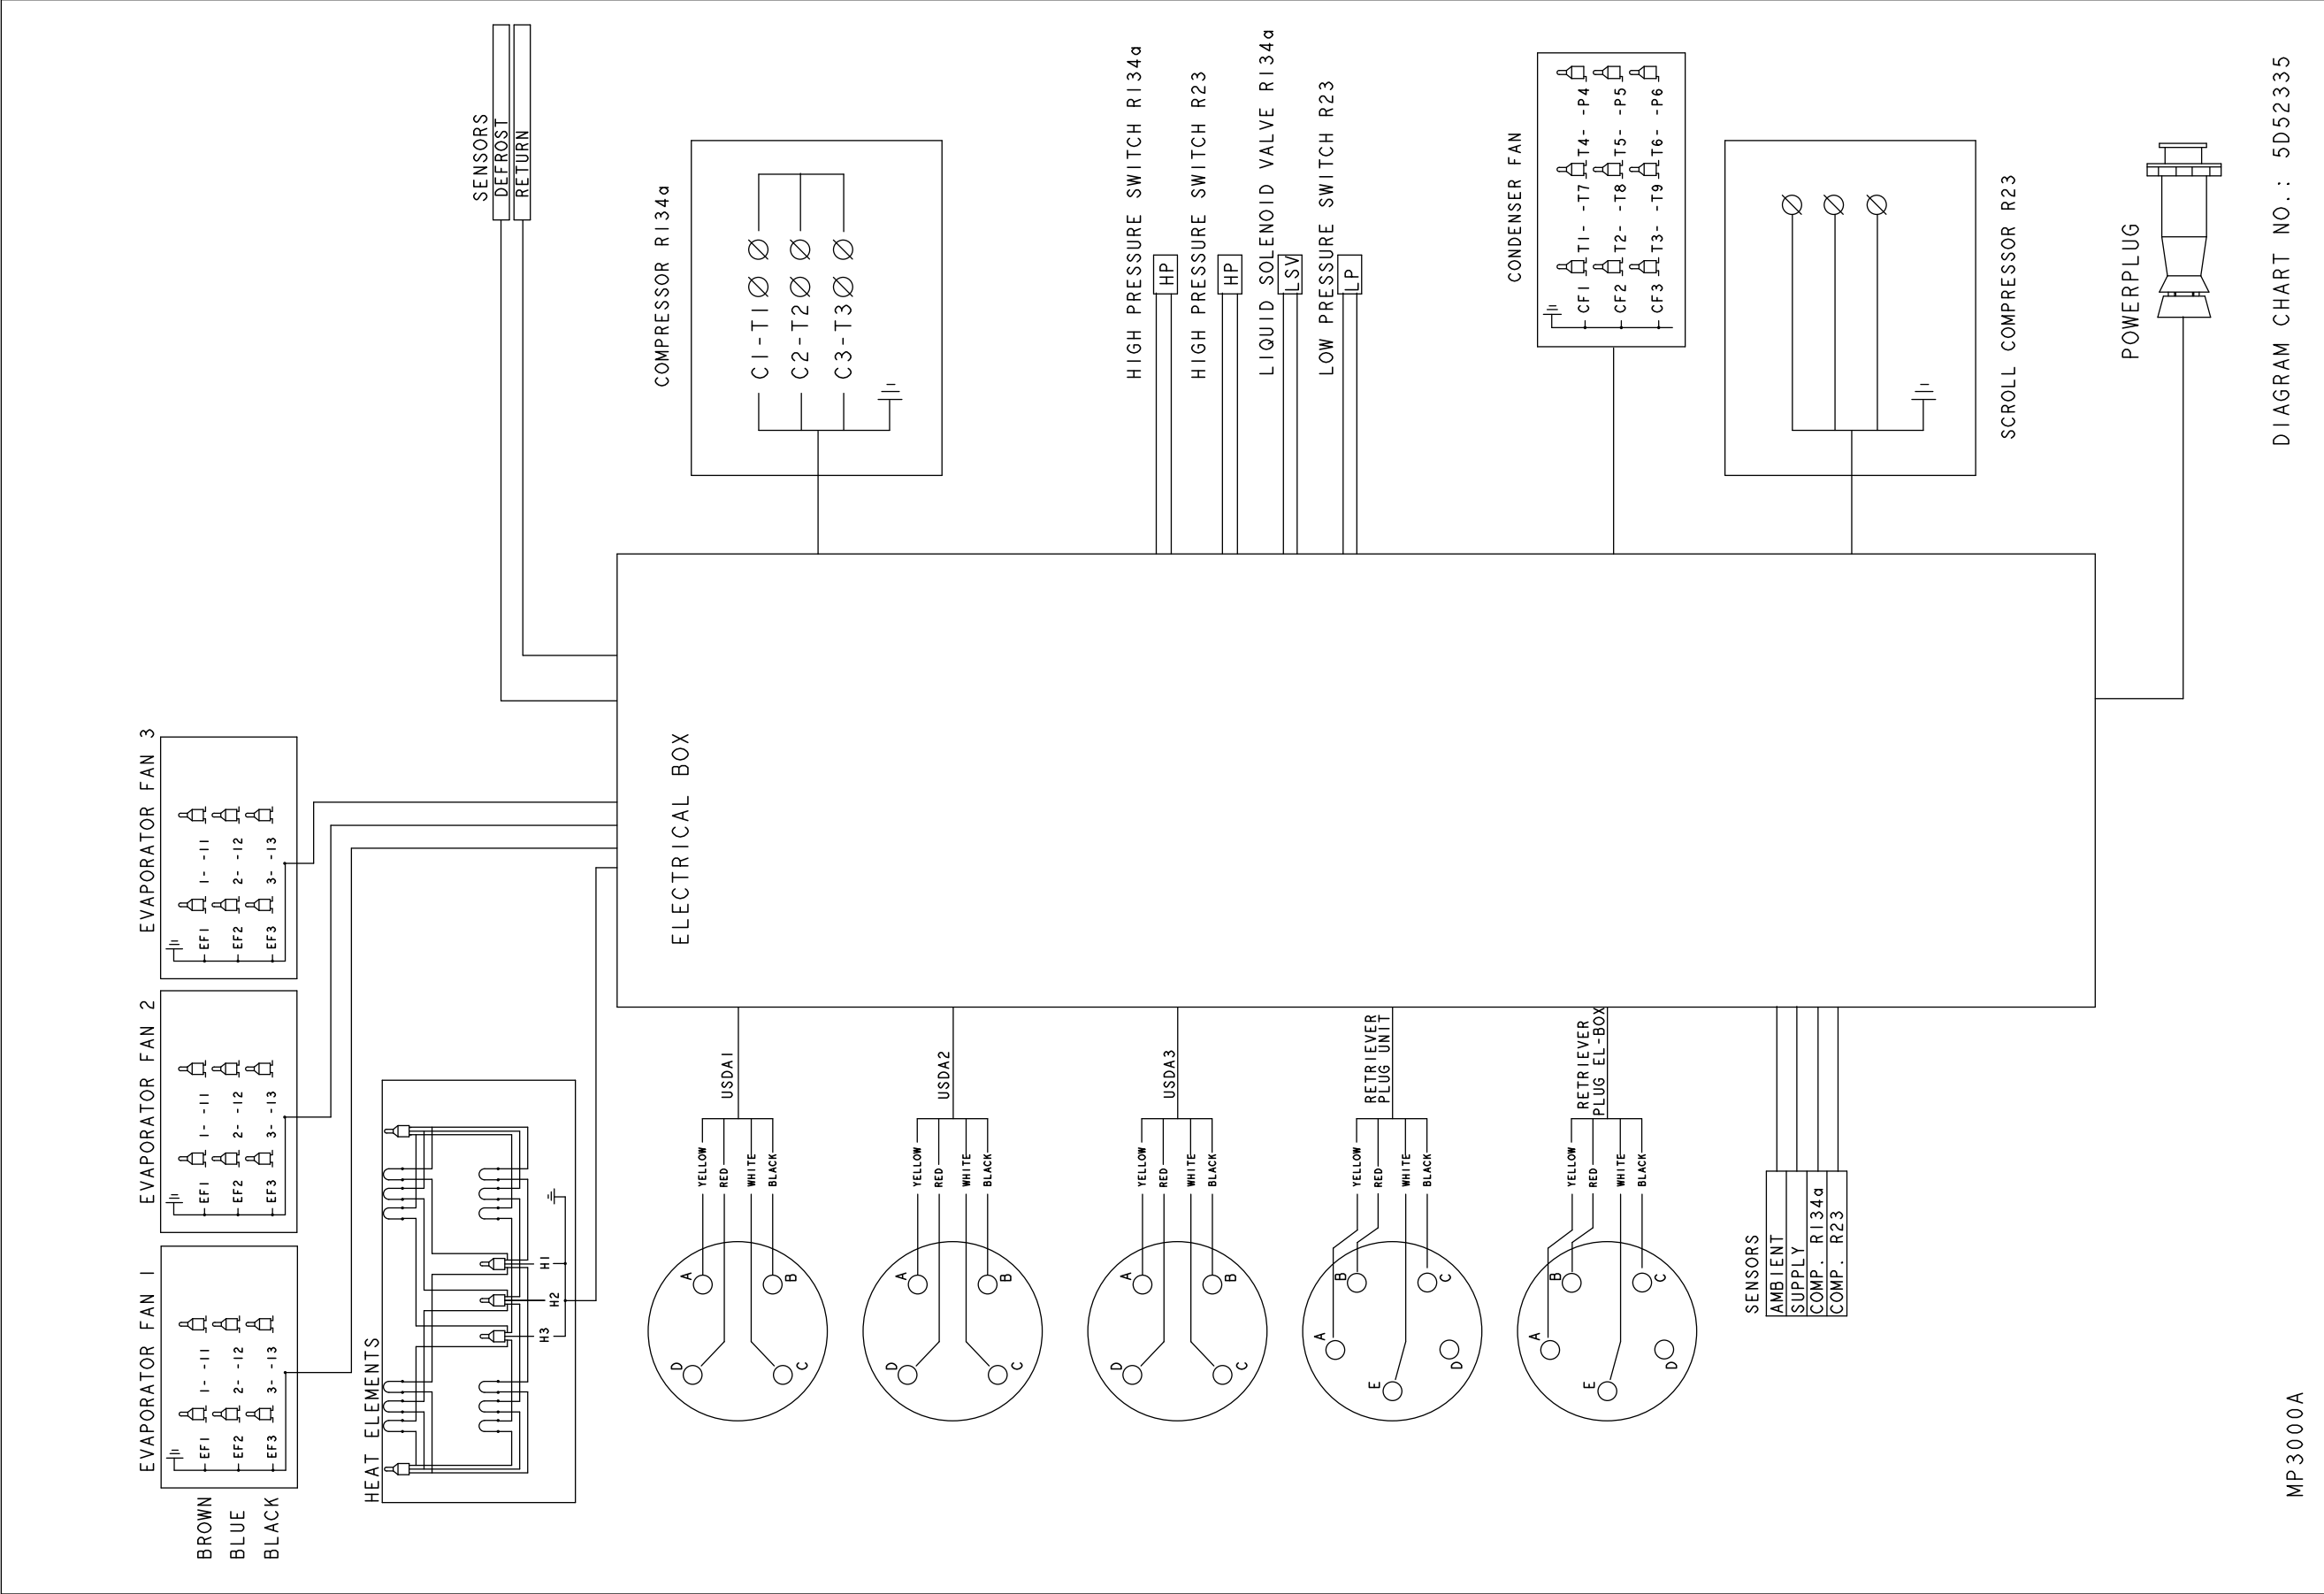 EVAPORATOR FAN 1
EF1 1- -11
EF2 2- -12
EF3 3- -13
BROWN
BLUE
BLACK
EVAPORATOR FAN 2
EF1 1- -11
EF2 2- -12
EF3 3- -13
EVAPORATOR FAN 3
EF1 1- -11
EF2 2- -12
EF3 3- -13
HEAT ELEMENTS
H3 H2 H1
SENSORS
DEFROST
RETURN
COMPRESSOR R134a
C1-T1
C2-T2
C3-T3
ELECTRICAL BOX
HIGH PRESSURE SWITCH R134a
HP
HIGH PRESSURE SWITCH R23
HP
LIQUID SOLENOID VALVE R134a
LSV
LOW PRESSURE SWITCH R23
LP
CONDENSER FAN
CF1 T1- -T7 T4- -P4
CF2 T2- -T8 T5- -P5
CF3 T3- -T9 T6- -P6
SCROLL COMPRESSOR R23
POWERPLUG
USDA1
YELLOW
RED
WHITE
BLACK
A
D
C
B
USDA2
YELLOW
RED
WHITE
BLACK
A
D
C
B
USDA3
YELLOW
RED
WHITE
BLACK
A
D
C
B
RETRIEVER
PLUG UNIT
YELLOW
RED
WHITE
BLACK
A
B
E
C
D
RETRIEVER
PLUG EL-BOX
YELLOW
RED
WHITE
BLACK
A
B
E
C
D
SENSORS
AMBIENT
SUPPLY
COMP. R134a
COMP. R23
MP3000A
DIAGRAM CHART NO.: 5D52335